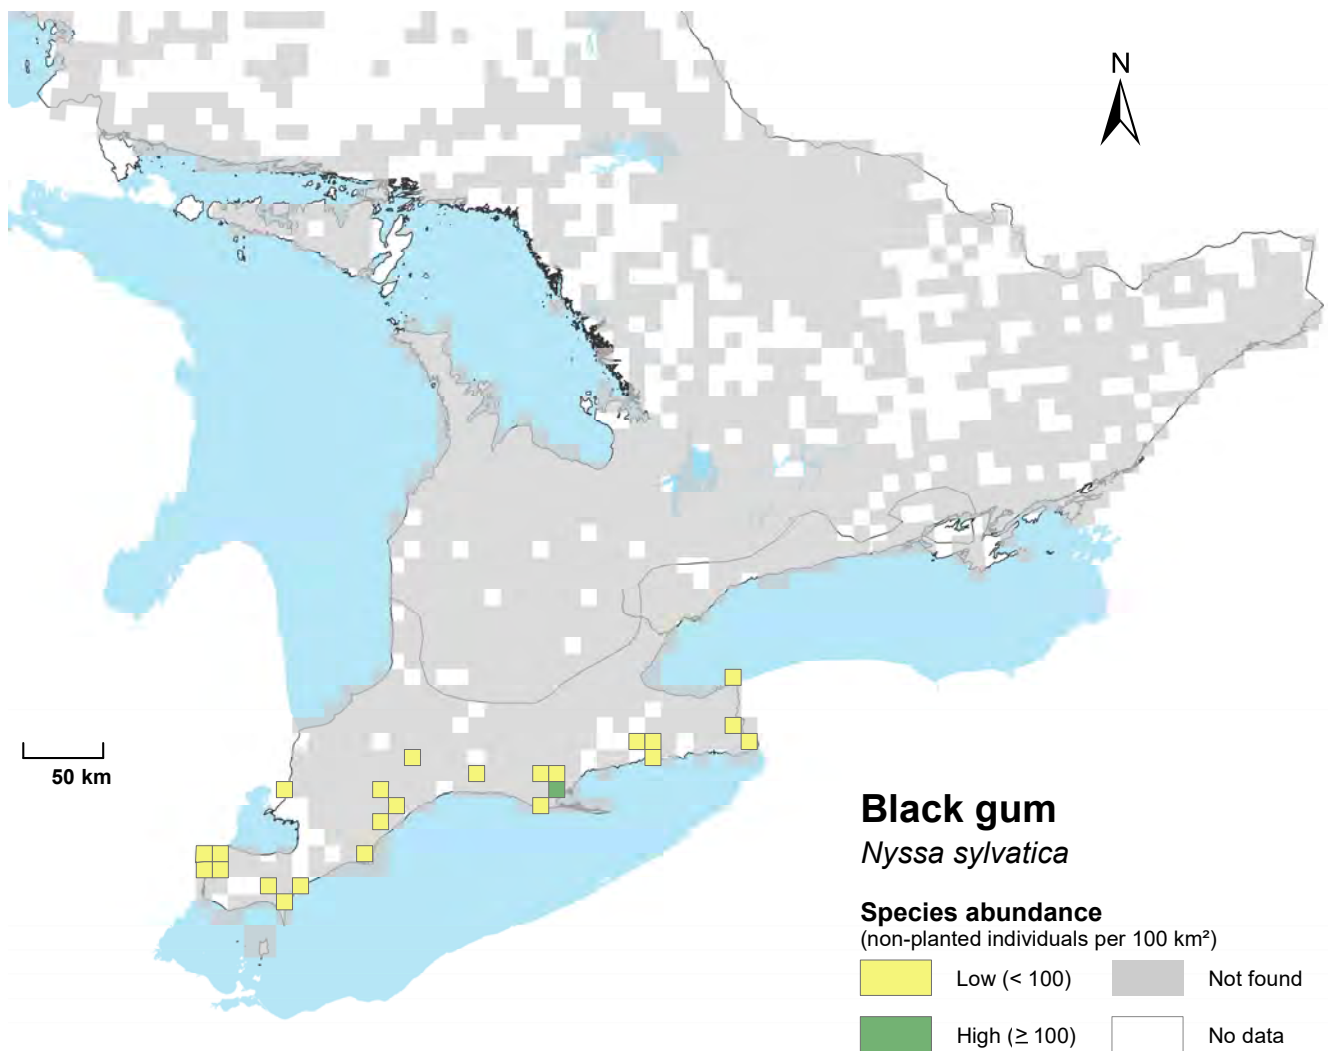 N
50 km
Black gum
Nyssa sylvatica
Species abundance
(non-planted individuals per 100 km²)
Low (< 100)
Not found
High (≥ 100)
No data